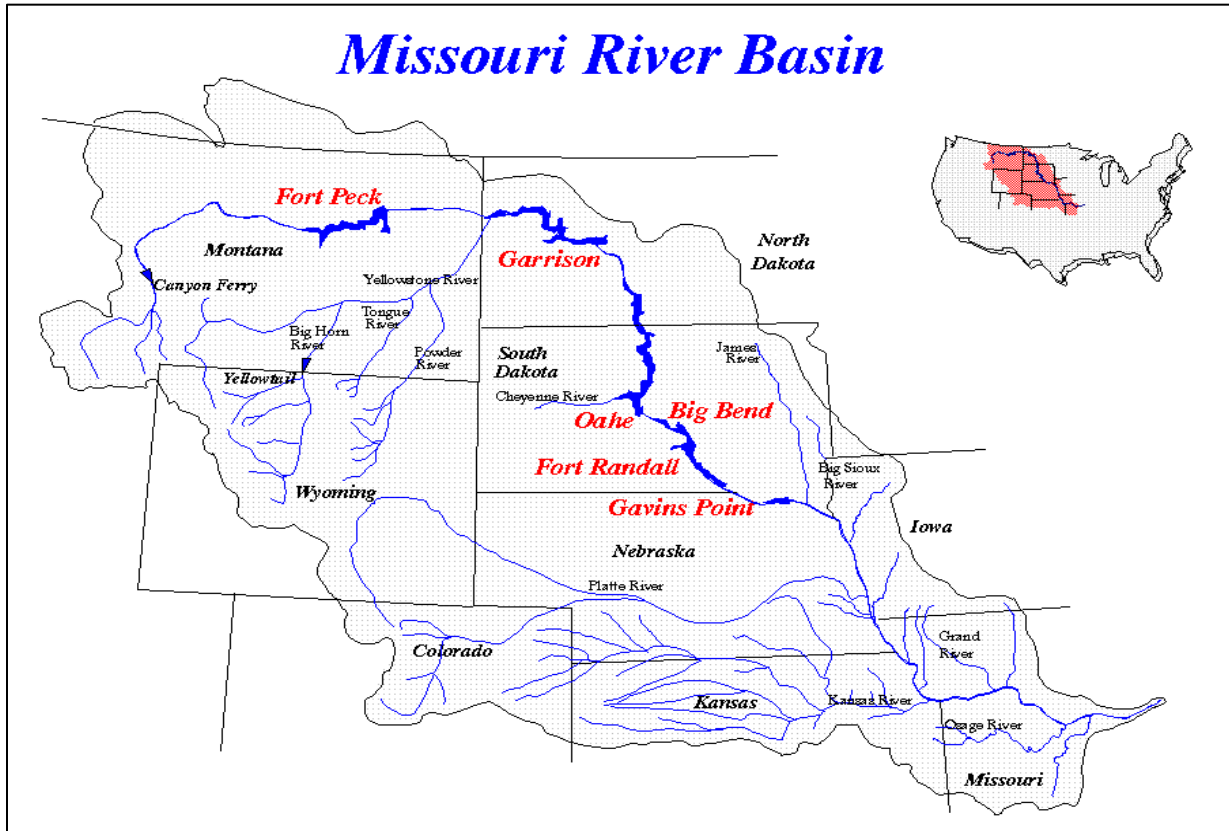 Missouri River Basin
Fort Peck
North
Dakota
Montana
Garrison
Canyon Ferry
Yellowstone River
Tongue
River
Big Horn
River
Powder
River
South
Dakota
James
River
Yellowtail
Cheyenne River
Oahe
Big Bend
Fort Randall
Big Sioux
River
Wyoming
Gavins Point
Iowa
Nebraska
Platte River
Grand
River
Colorado
Kansas
Kansas River
Osage River
Missouri